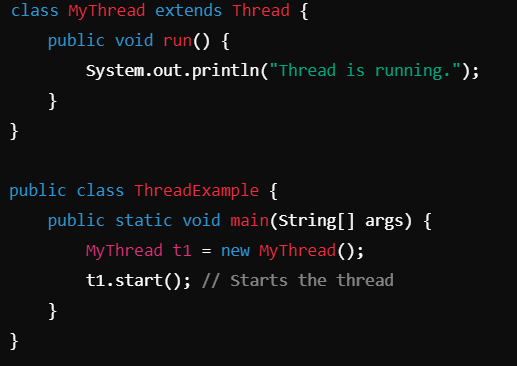 class MyThread extends Thread {
    public void run() {
        System.out.println("Thread is running.");
    }
}

public class ThreadExample {
    public static void main(String[] args) {
        MyThread t1 = new MyThread();
        t1.start(); // Starts the thread
    }
}